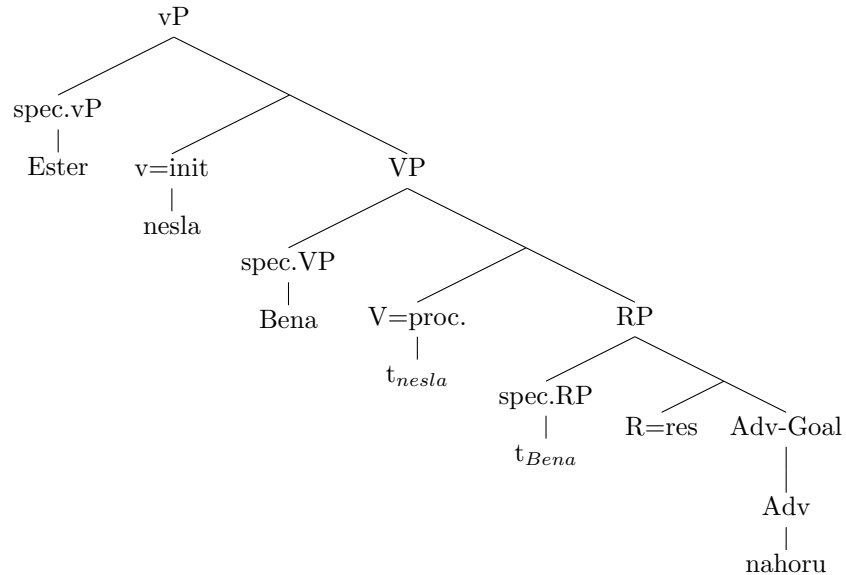 vP
spec.vP
Ester
v=init
nesla
VP
spec.VP
Bena
V=proc.
t_nesla
RP
spec.RP
t_Bena
R=res
Adv-Goal
Adv
nahoru